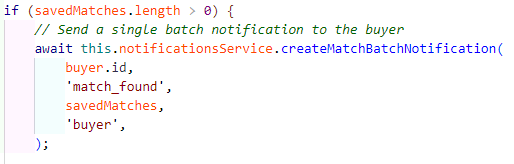 if (savedMatches.length > 0) {
// Send a single batch notification to the buyer
await this.notificationsService.createMatchBatchNotification(
buyer.id,
'match_found',
savedMatches,
'buyer',
);